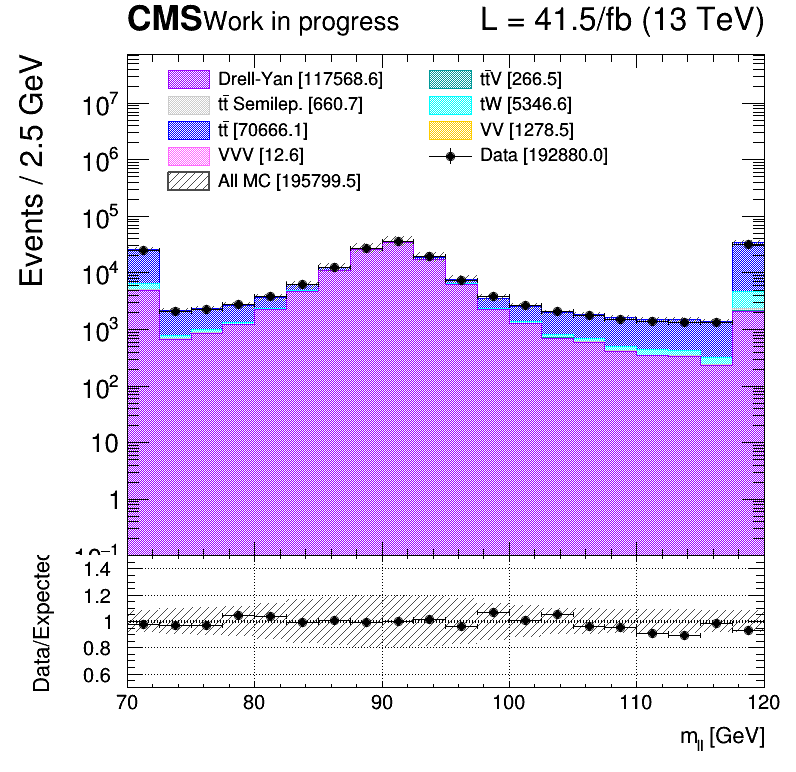 CMS Work in progress L = 41.5/fb (13 TeV)
Drell-Yan [117568.6] tt̄V [266.5]
tt̄ Semilep. [660.7] tW [5346.6]
tt̄ [70666.1] VV [1278.5]
VVV [12.6] Data [192880.0]
All MC [195799.5]
Events / 2.5 GeV
10⁷
10⁶
10⁵
10⁴
10³
10²
10
1
10⁻¹
Data/Expected
1.4
1.2
1
0.8
0.6
70 80 90 100 110 120
m_ll [GeV]